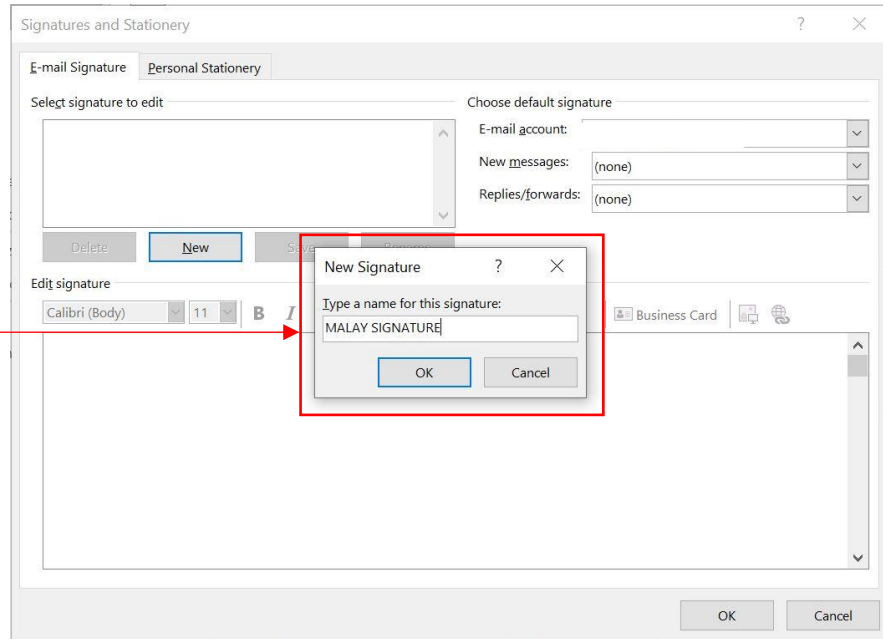 Signatures and Stationery ?
E-mail Signature Personal Stationery
Select signature to edit
Choose default signature
E-mail account:
New messages: (none)
Replies/forwards: (none)
Delete New
New Signature ?
Type a name for this signature:
MALAY SIGNATURE
OK Cancel
Edit signature
Calibri (Body) 11 B I
Business Card
OK Cancel